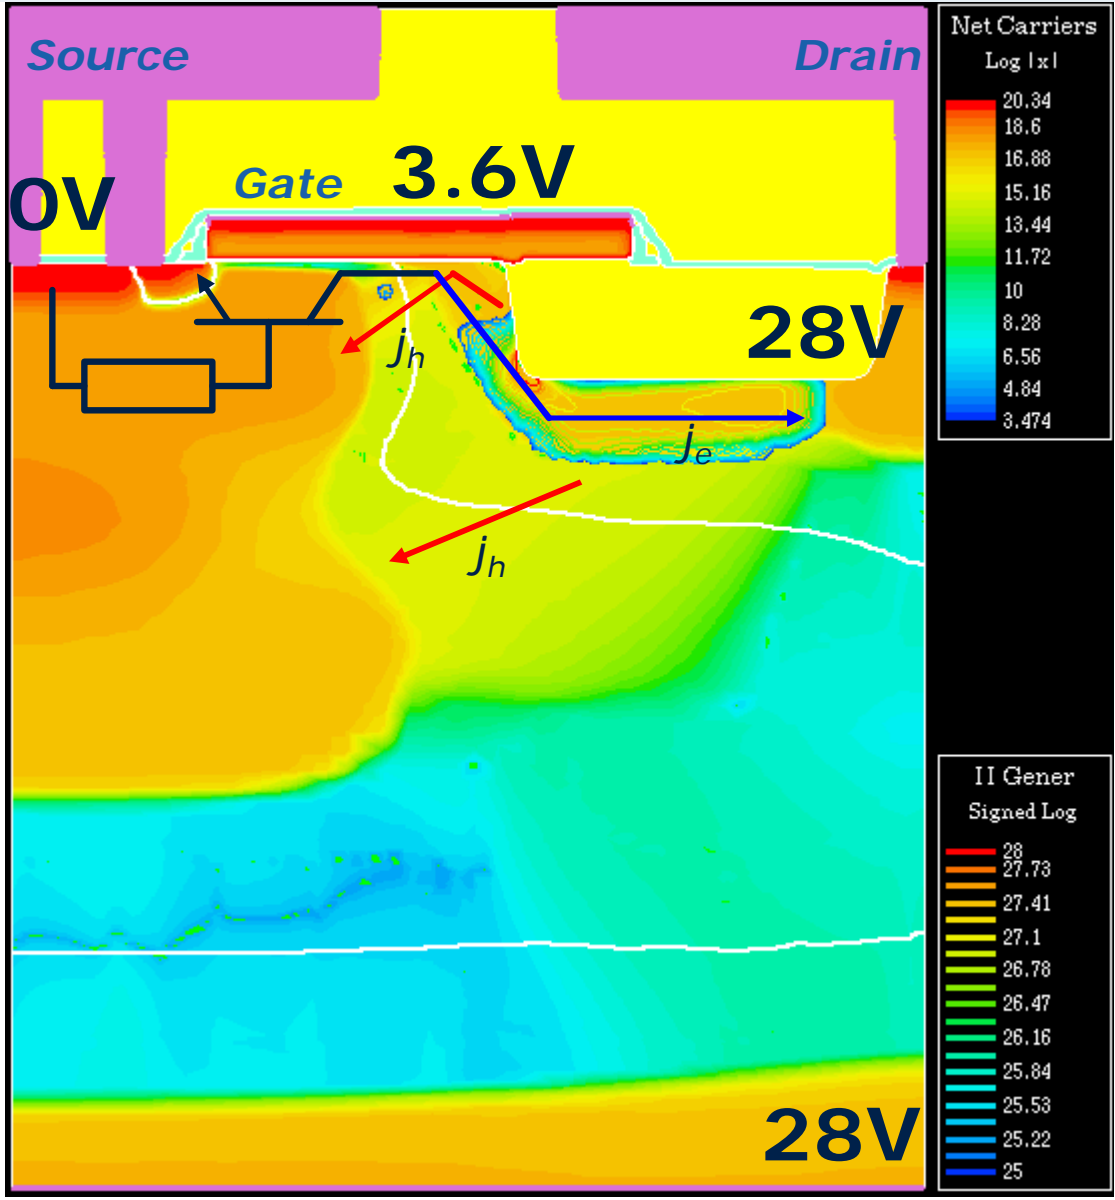 Source
Drain
0V
Gate
3.6V
28V
j_h
j_e
j_h
28V
Net Carriers
Log |x|
20.34
18.6
16.88
15.16
13.44
11.72
10
8.28
6.56
4.84
3.474
II Gener
Signed Log
28
27.73
27.41
27.1
26.78
26.47
26.16
25.84
25.53
25.22
25